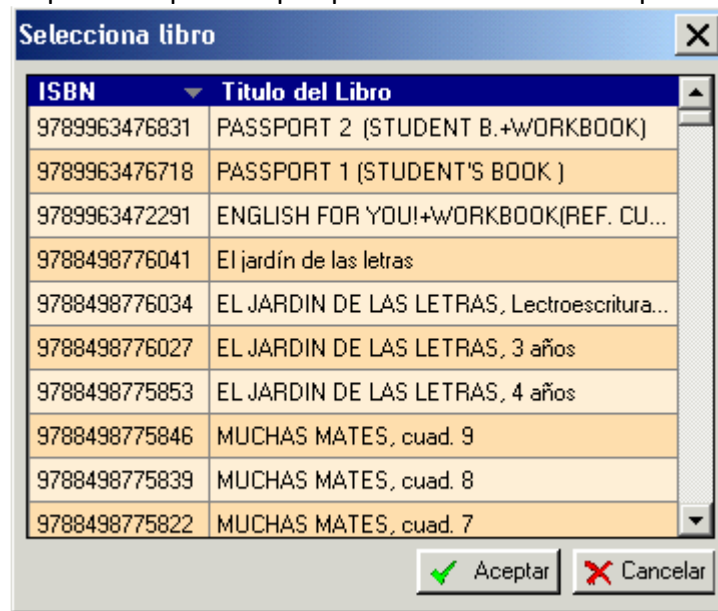 Selecciona libro
ISBN Titulo del Libro
9789963476831 PASSPORT 2 (STUDENT B.+WORKBOOK)
9789963476718 PASSPORT 1 (STUDENT'S BOOK )
9789963472291 ENGLISH FOR YOU!+WORKBOOK(REF. CU...
9788498776041 El jardín de las letras
9788498776034 EL JARDIN DE LAS LETRAS, Lectroescritura...
9788498776027 EL JARDIN DE LAS LETRAS, 3 años
9788498775853 EL JARDIN DE LAS LETRAS, 4 años
9788498775846 MUCHAS MATES, cuad. 9
9788498775839 MUCHAS MATES, cuad. 8
9788498775822 MUCHAS MATES, cuad. 7
Aceptar Cancelar